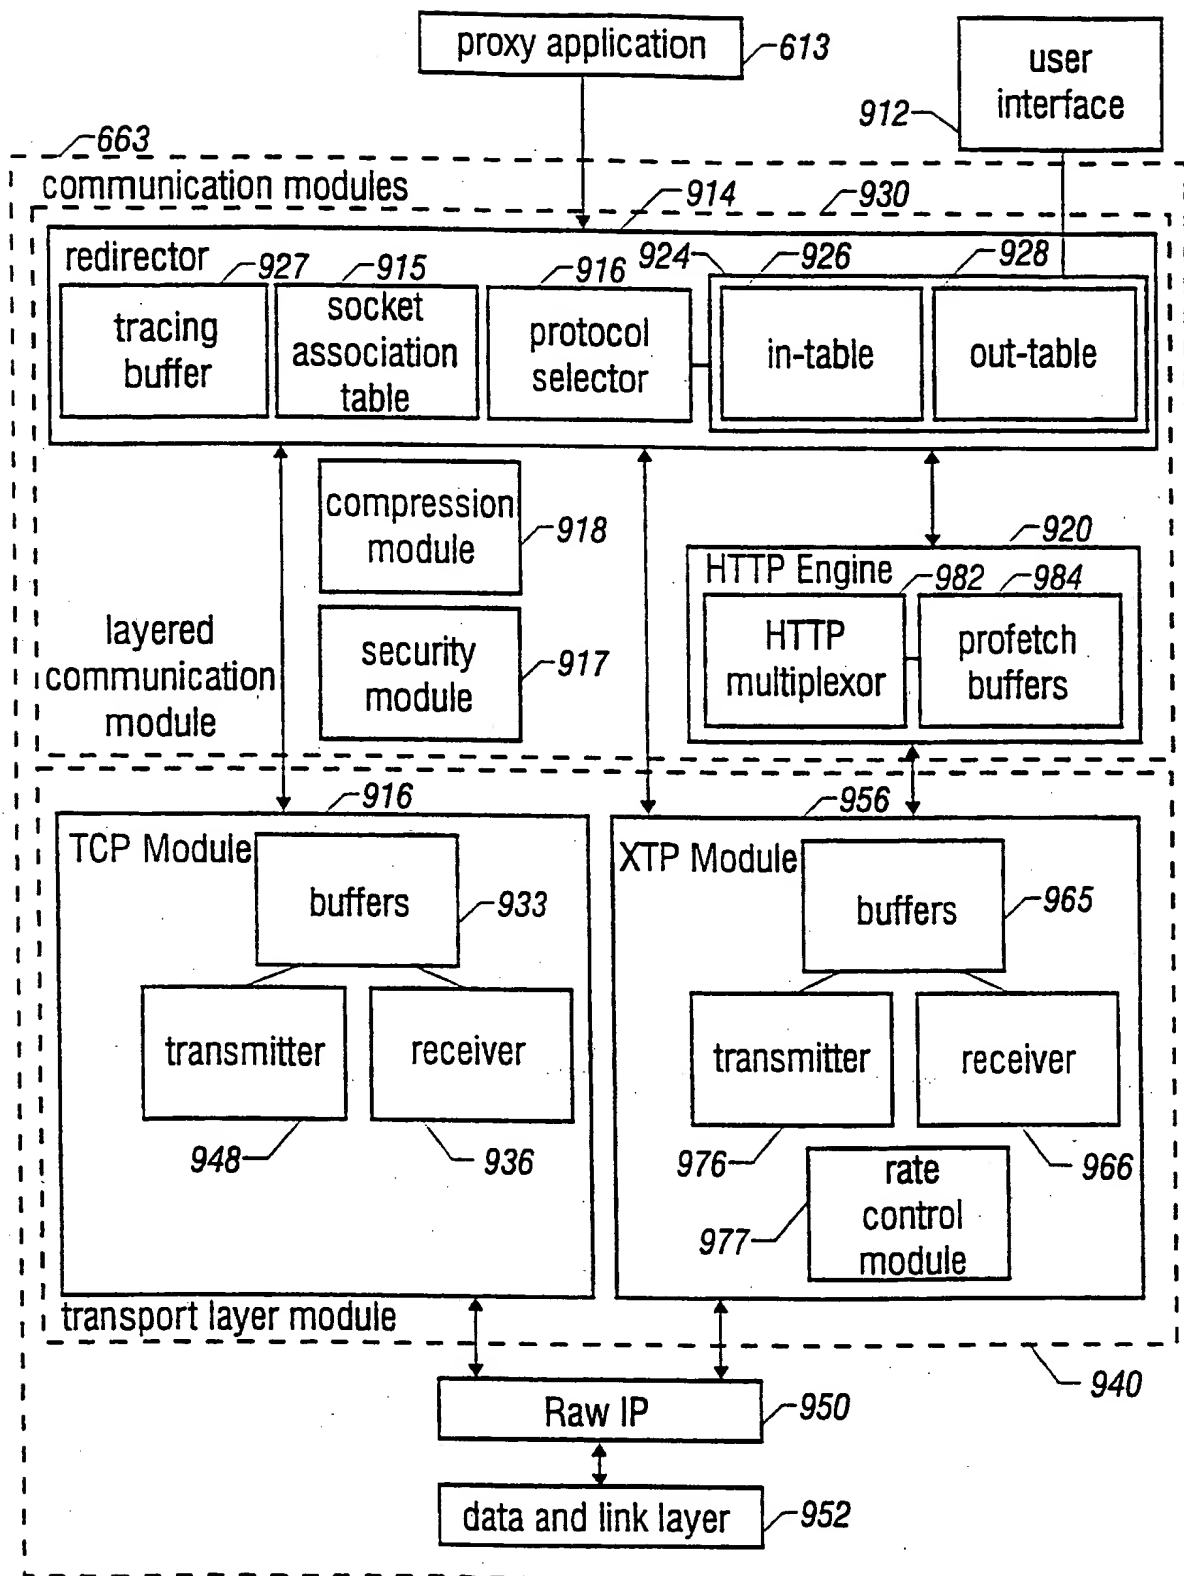 proxy application
613
user
interface
912
663
communication modules
914
930
redirector
927
915
916
924
926
928
tracing
buffer
socket
association
table
protocol
selector
in-table
out-table
compression
module
918
920
HTTP Engine
982
984
layered
communication
module
security
module
917
HTTP
multiplexor
profetch
buffers
916
956
TCP Module
buffers
933
XTP Module
buffers
965
transmitter
receiver
transmitter
receiver
948
936
976
966
rate
control
module
977
transport layer module
940
Raw IP
950
data and link layer
952